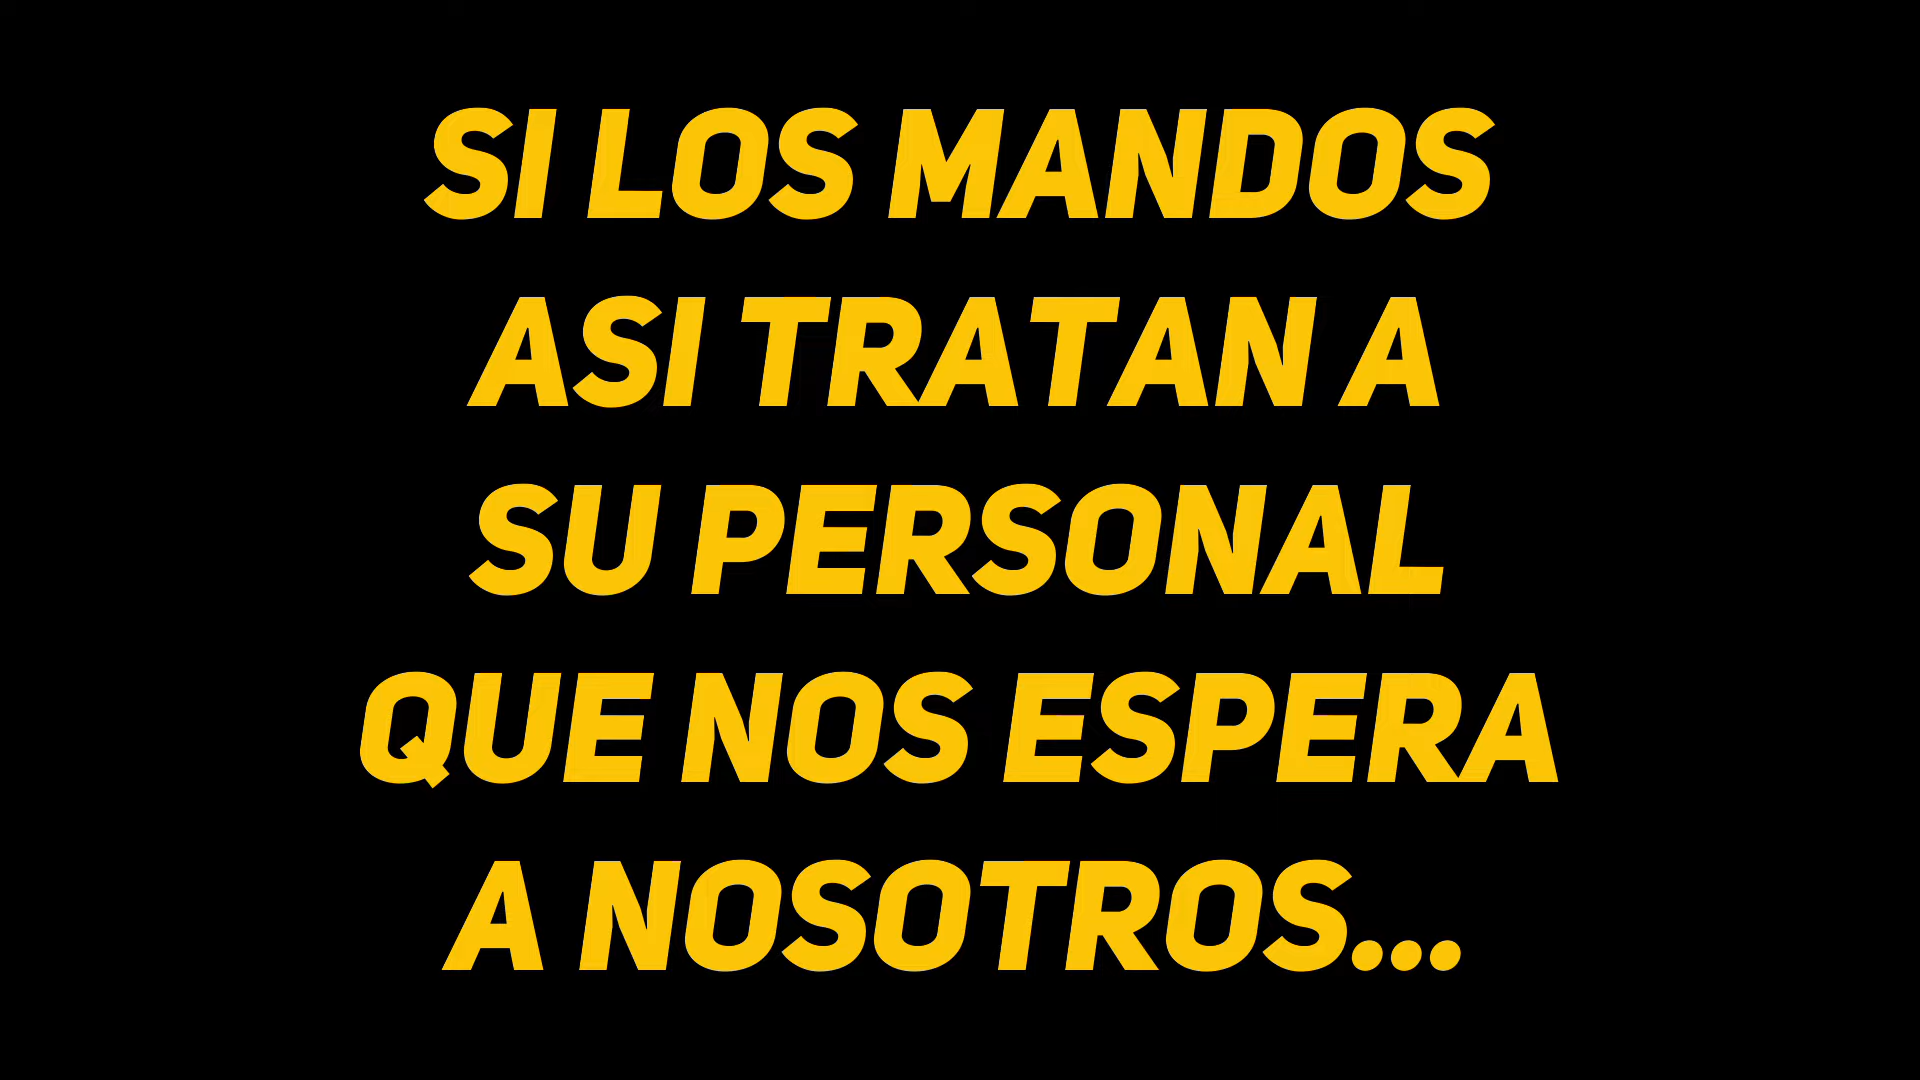 SI LOS MANDOS
ASI TRATAN A
SU PERSONAL
QUE NOS ESPERA
A NOSOTROS...